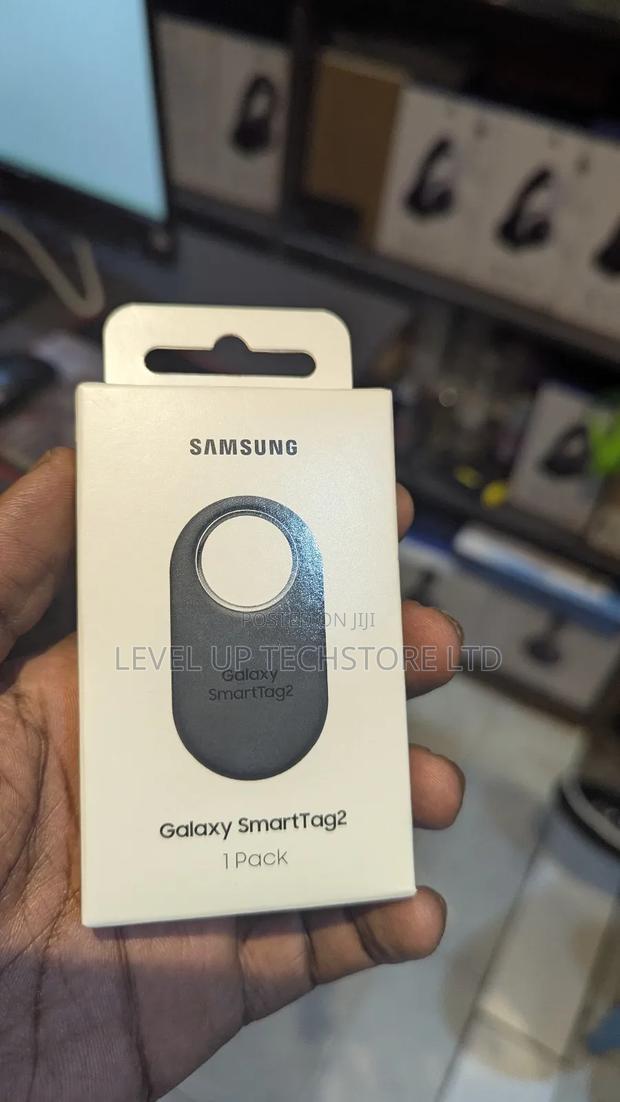 SAMSUNG
POSTED ON JIJI
LEVEL UP TECHSTORE LTD
Galaxy
SmartTag2
Galaxy SmartTag2
1 Pack